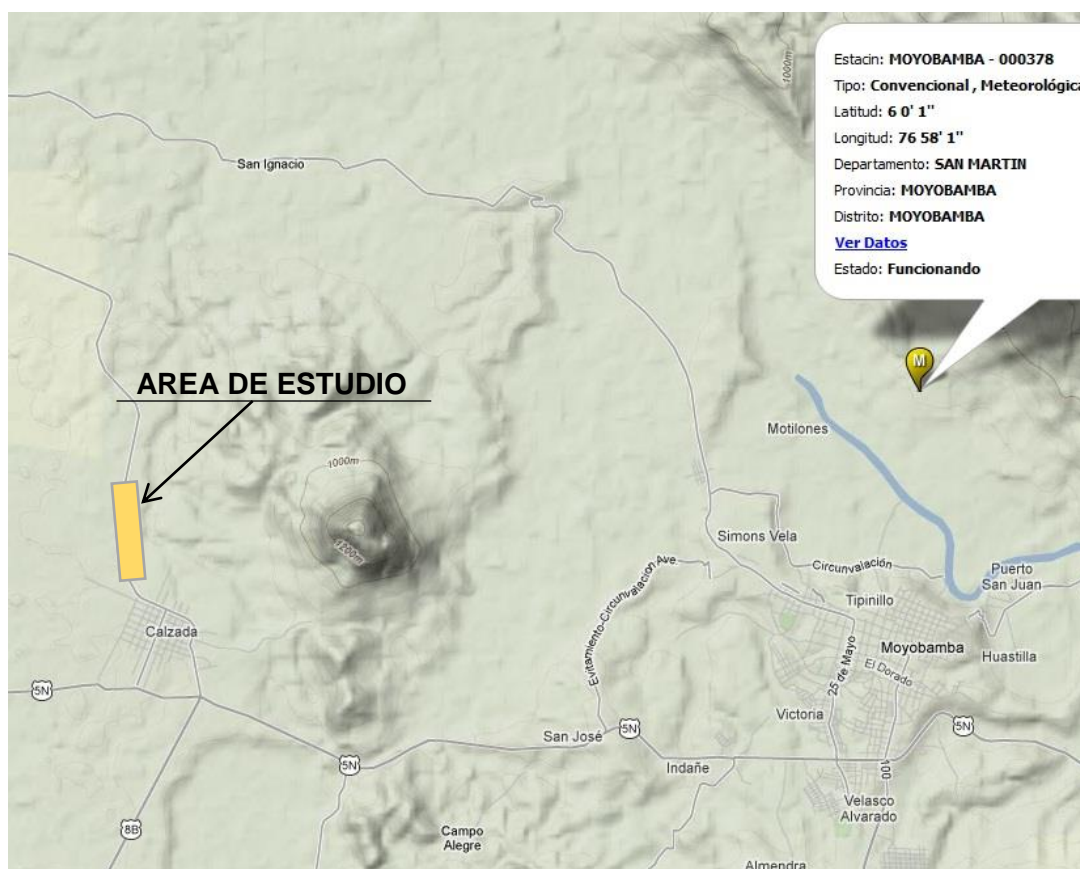 1000m
Estacin: MOYOBAMBA - 000378
Tipo: Convencional , Meteorológica
Latitud: 6 0' 1"
Longitud: 76 58' 1"
Departamento: SAN MARTIN
Provincia: MOYOBAMBA
Distrito: MOYOBAMBA
Ver Datos
Estado: Funcionando
San Ignacio
M
AREA DE ESTUDIO
Motilones
1000m
1200m
Simons Vela
Circunvalación
Puerto
San Juan
Evitamiento-Circunvalacion Ave.
Tipinillo
Calzada
25 de Mayo
Moyobamba
El Dorado
Huastilla
5N
Victoria
San José
5N
5N
5N
Indañe
100
Velasco
Alvarado
8B
Campo
Alegre
Almendra